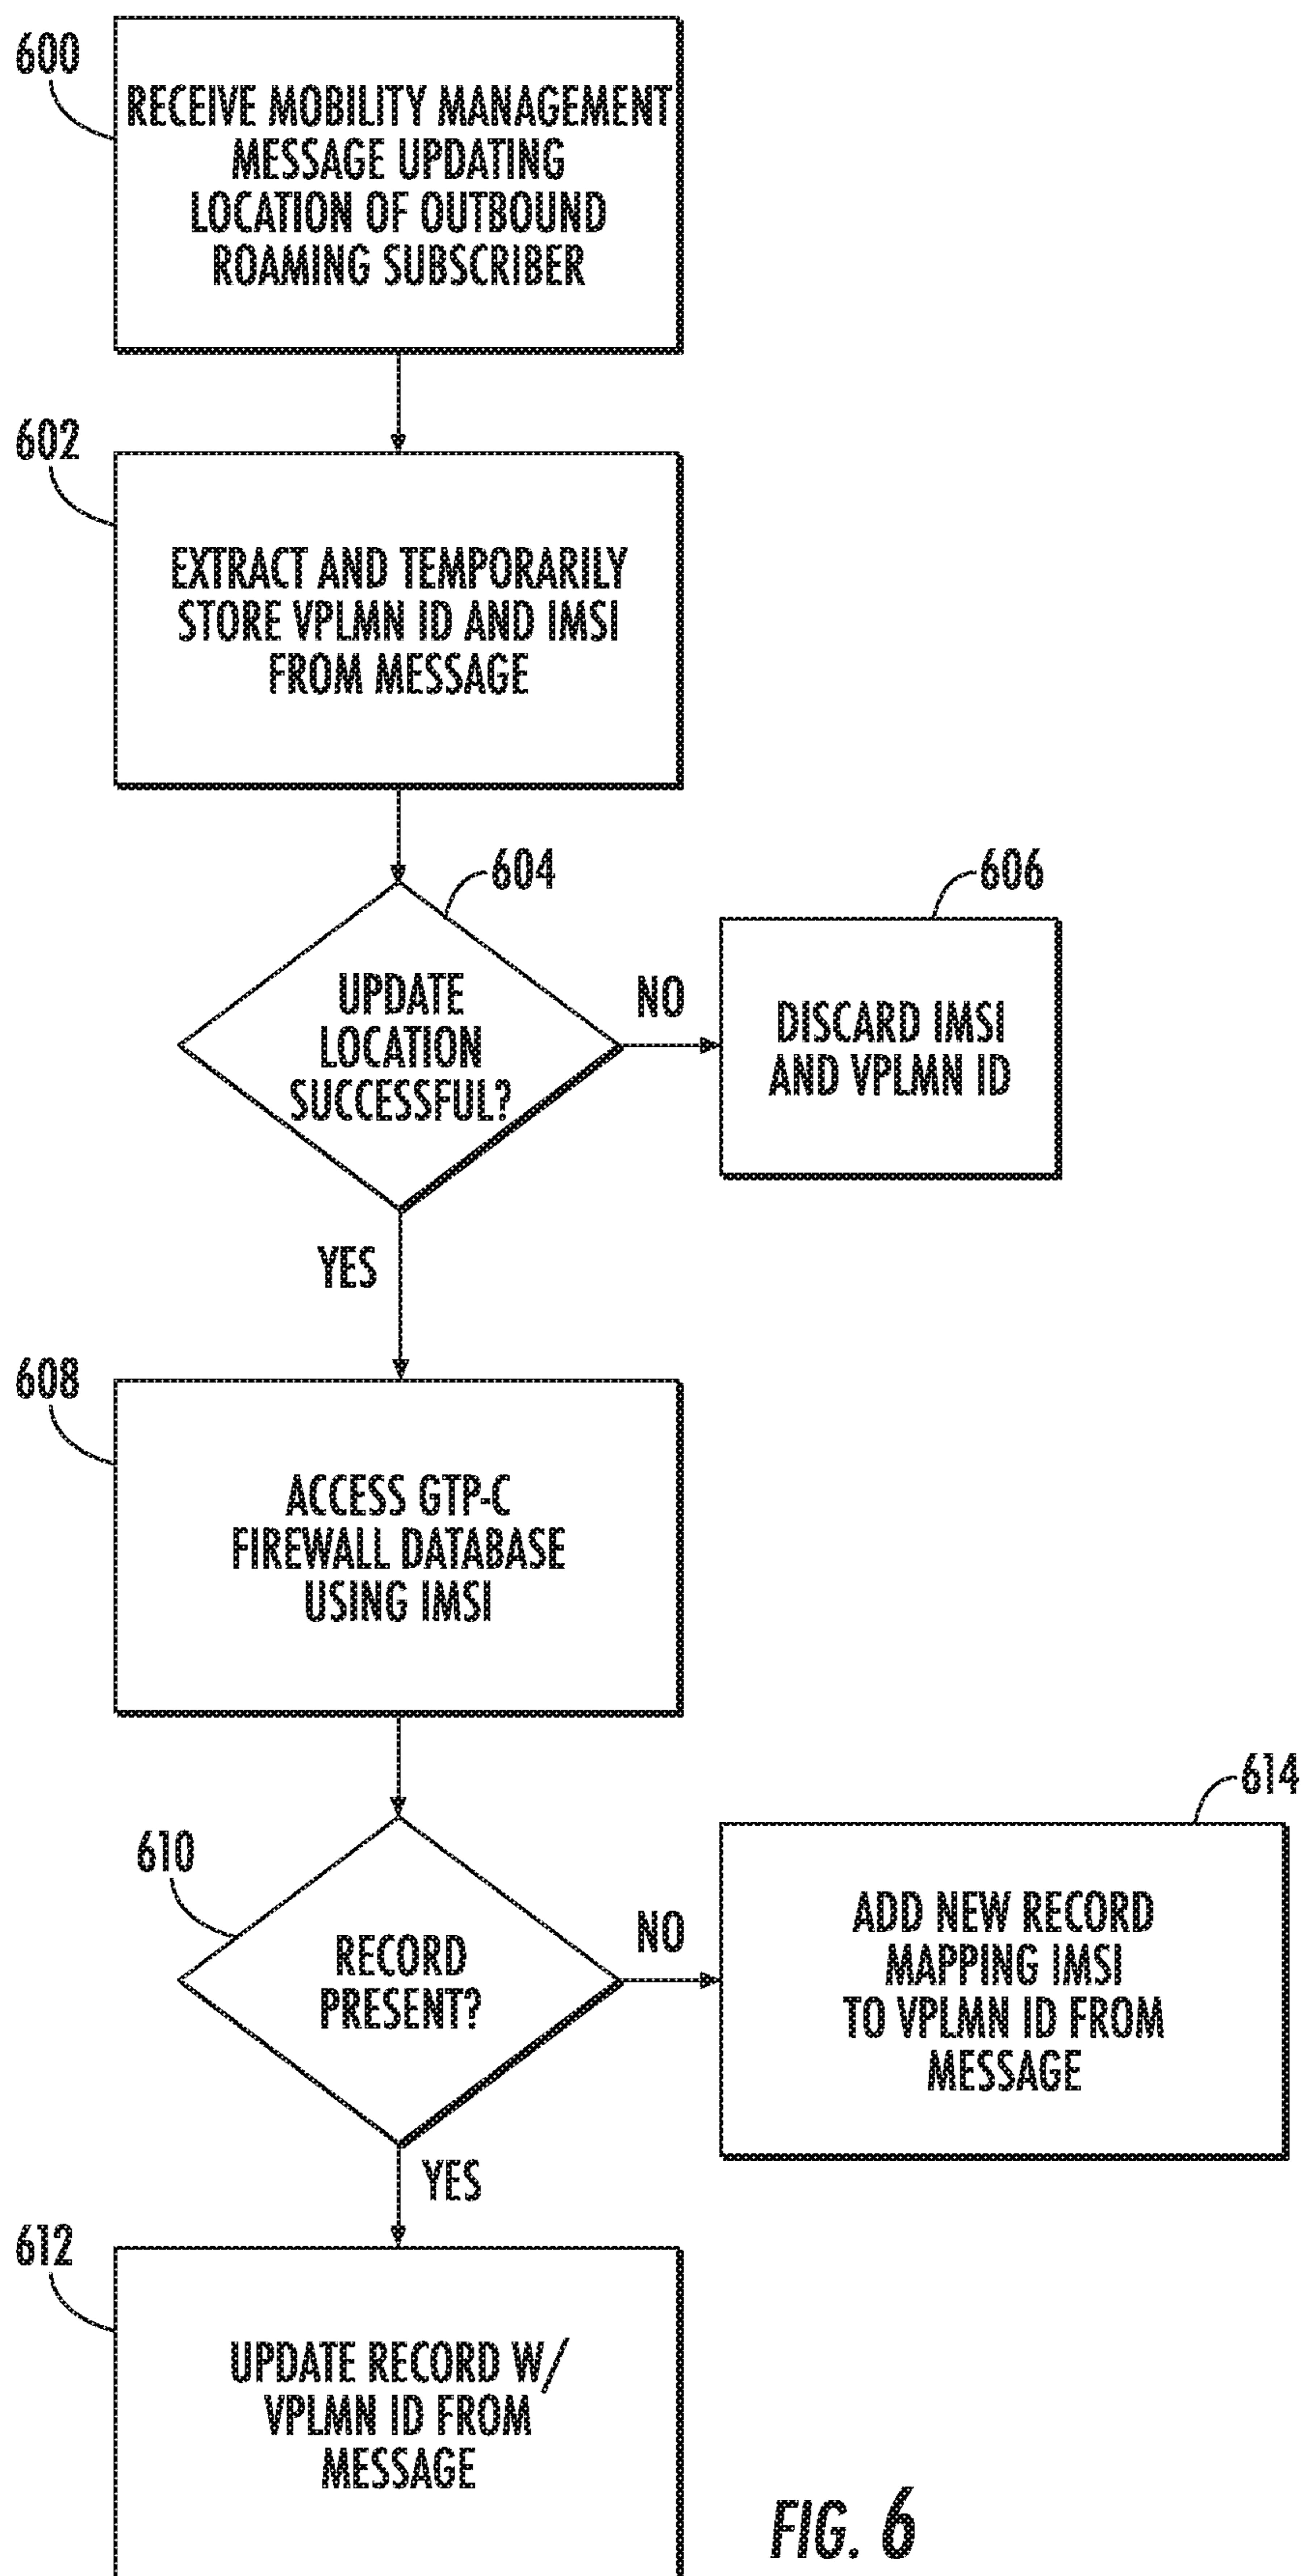 600
RECEIVE MOBILITY MANAGEMENT
MESSAGE UPDATING
LOCATION OF OUTBOUND
ROAMING SUBSCRIBER
602
EXTRACT AND TEMPORARILY
STORE VPLMN ID AND IMSI
FROM MESSAGE
604
UPDATE
LOCATION
SUCCESSFUL?
NO
606
DISCARD IMSI
AND VPLMN ID
YES
608
ACCESS GTP-C
FIREWALL DATABASE
USING IMSI
610
RECORD
PRESENT?
NO
614
ADD NEW RECORD
MAPPING IMSI
TO VPLMN ID FROM
MESSAGE
YES
612
UPDATE RECORD W/
VPLMN ID FROM
MESSAGE
FIG. 6